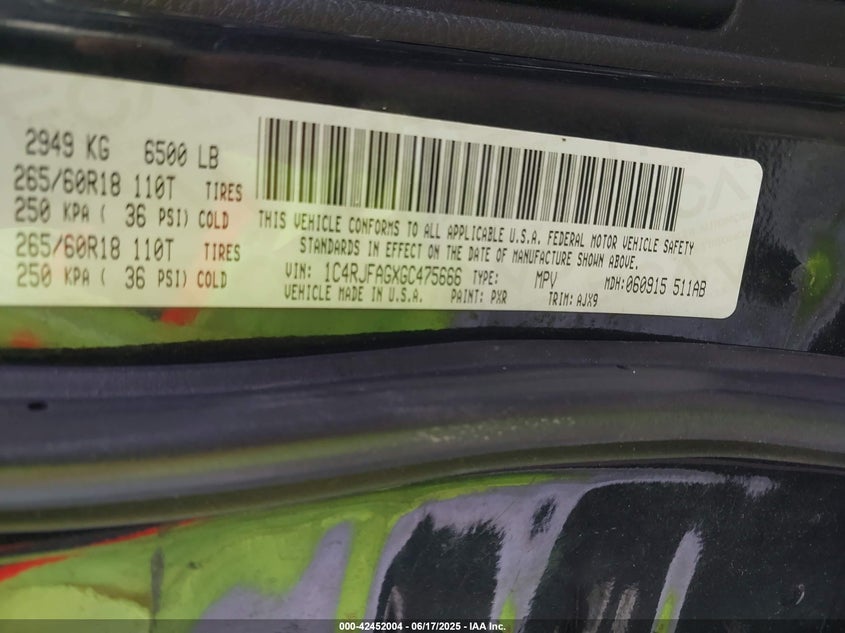 2949 KG 6500 LB
265/60R18 110T TIRES
250 KPA ( 36 PSI) COLD
265/60R18 110T TIRES
250 KPA ( 36 PSI) COLD
THIS VEHICLE CONFORMS TO ALL APPLICABLE U.S.A. FEDERAL MOTOR VEHICLE SAFETY
STANDARDS IN EFFECT ON THE DATE OF MANUFACTURE SHOWN ABOVE.
VIN: 1C4RJFAGXGC475666 TYPE: MPV MDH:060915 511AB
VEHICLE MADE IN U.S.A. PAINT: PXR TRIM: AJX9
000-42452004 - 06/17/2025 - IAA Inc.